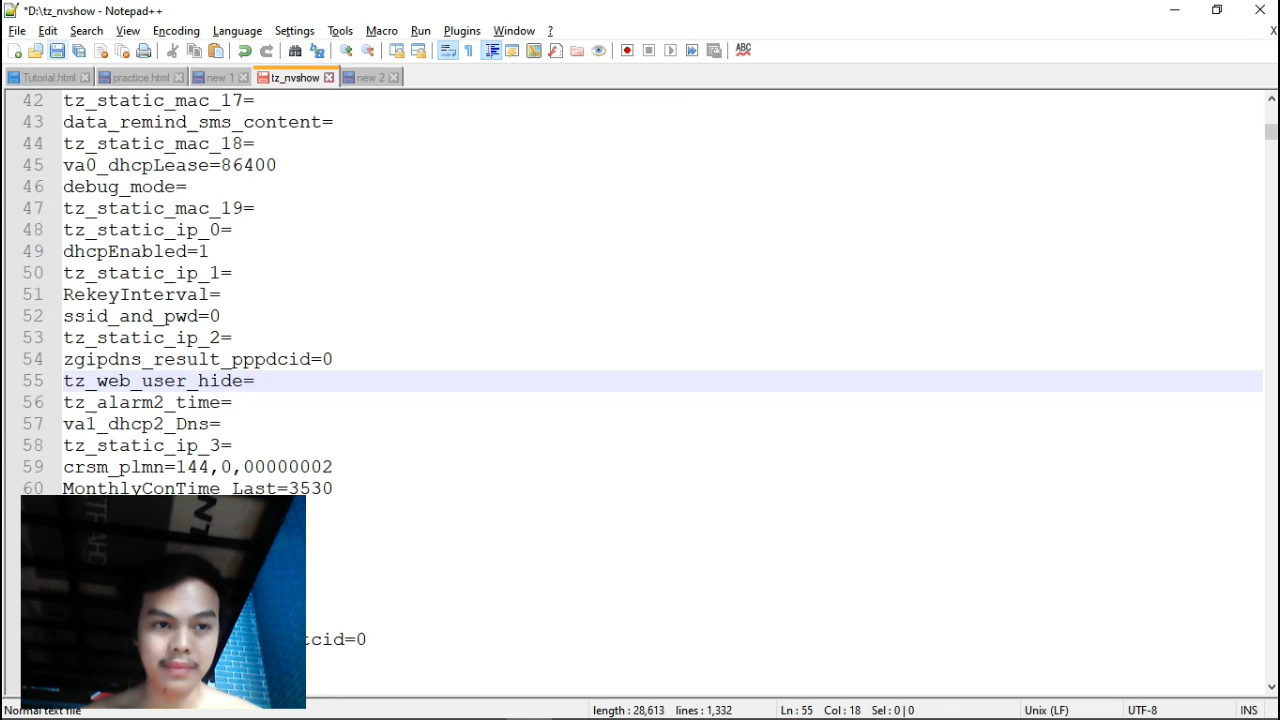 *D:\tz_nvshow - Notepad++
File Edit Search View Encoding Language Settings Tools Macro Run Plugins Window ? X
Tutorial.html practice.html new 1 tz_nvshow new 2
42 tz_static_mac_17=
43 data_remind_sms_content=
44 tz_static_mac_18=
45 va0_dhcpLease=86400
46 debug_mode=
47 tz_static_mac_19=
48 tz_static_ip_0=
49 dhcpEnabled=1
50 tz_static_ip_1=
51 RekeyInterval=
52 ssid_and_pwd=0
53 tz_static_ip_2=
54 zgipdns_result_pppdcid=0
55 tz_web_user_hide=
56 tz_alarm2_time=
57 va1_dhcp2_Dns=
58 tz_static_ip_3=
59 crsm_plmn=144,0,00000002
60 MonthlyConTime_Last=3530
tcid=0
Normal text file length : 28,613 lines : 1,332 Ln : 55 Col : 18 Sel : 0 | 0 Unix (LF) UTF-8 INS